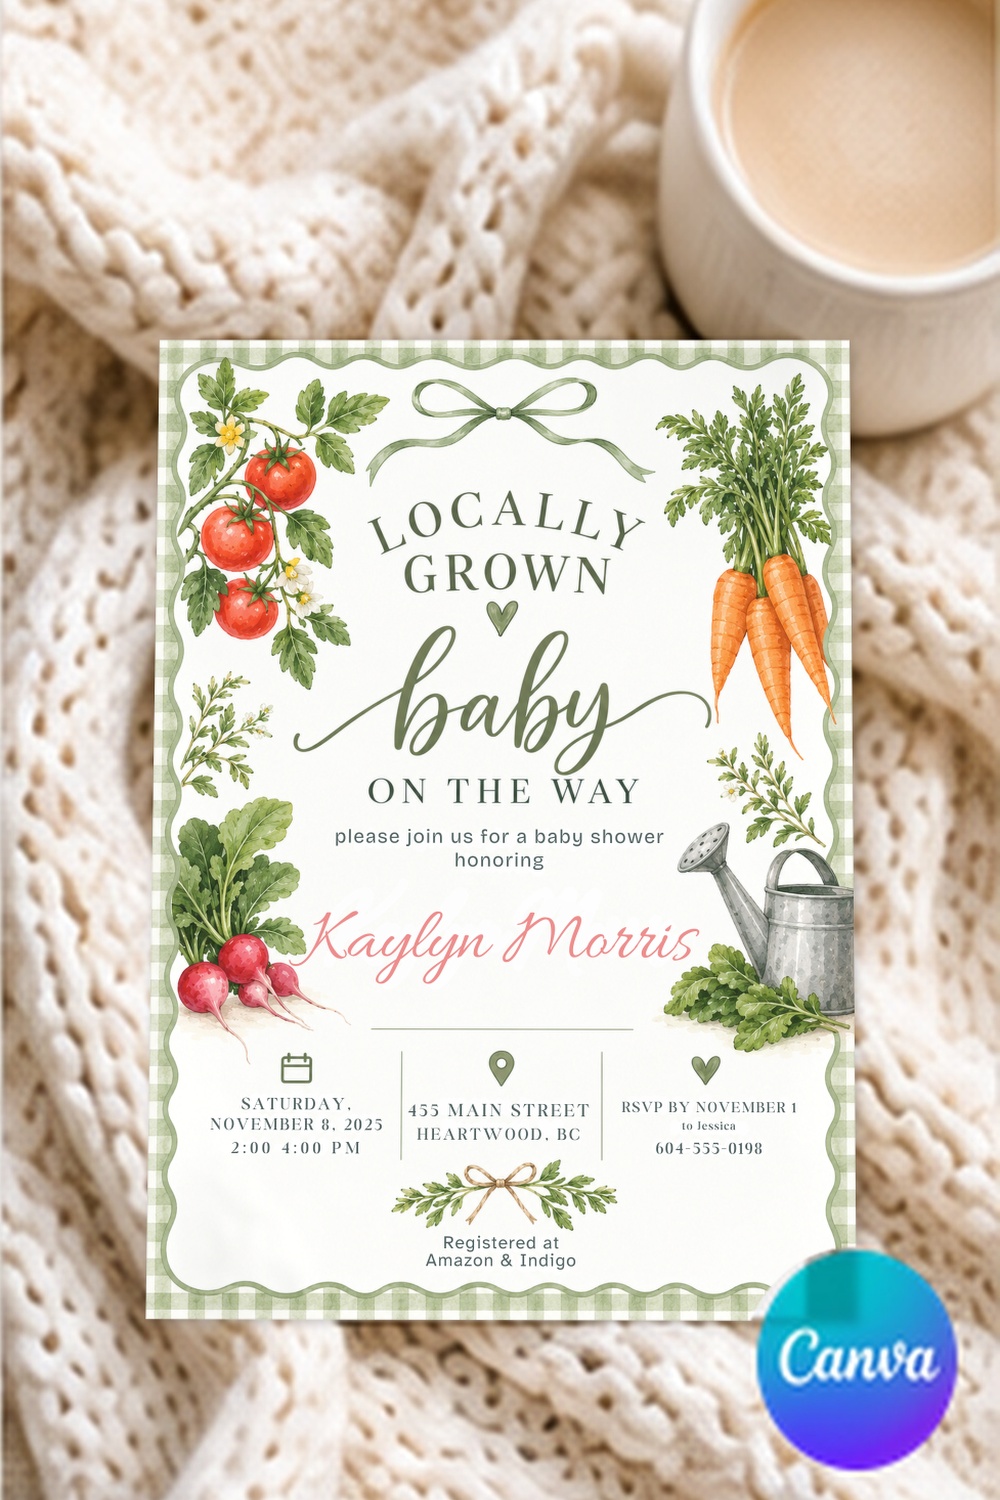 LOCALLY
GROWN
baby
ON THE WAY
please join us for a baby shower
honoring
Kaylyn Morris
SATURDAY,
NOVEMBER 8, 2025
2:00 4:00 PM
455 MAIN STREET
HEARTWOOD, BC
RSVP BY NOVEMBER 1
to Jessica
604-555-0198
Registered at
Amazon & Indigo
Canva